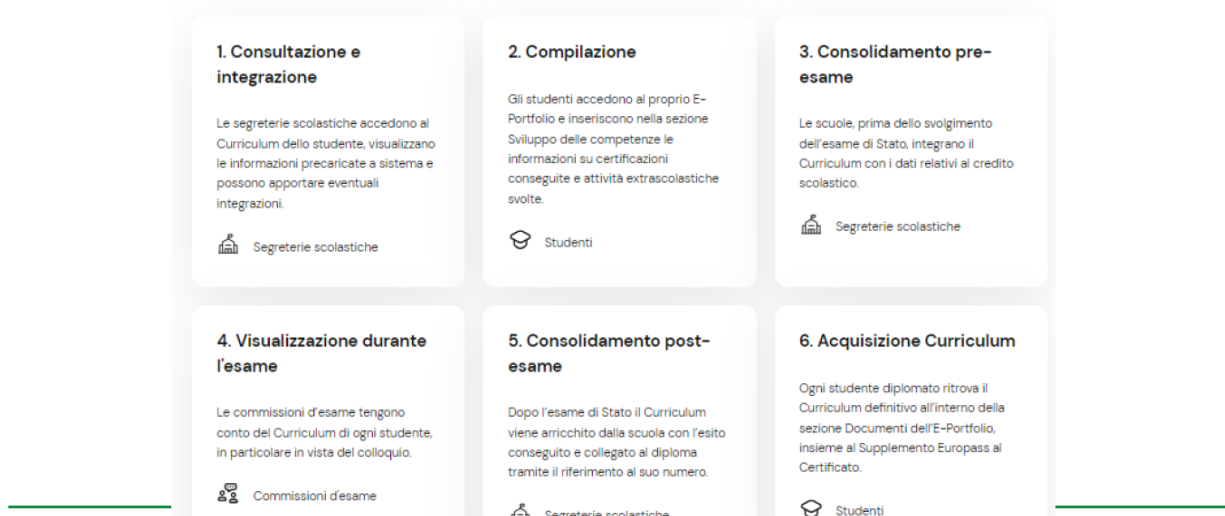 1. Consultazione e
integrazione
Le segreterie scolastiche accedono al
Curriculum dello studente, visualizzano
le informazioni precaricate a sistema e
possono apportare eventuali
integrazioni.
Segreterie scolastiche
2. Compilazione
Gli studenti accedono al proprio E-
Portfolio e inseriscono nella sezione
Sviluppo delle competenze le
informazioni su certificazioni
conseguite e attività extrascolastiche
svolte.
Studenti
3. Consolidamento pre-
esame
Le scuole, prima dello svolgimento
dell'esame di Stato, integrano il
Curriculum con i dati relativi al credito
scolastico.
Segreterie scolastiche
4. Visualizzazione durante
l'esame
Le commissioni d'esame tengono
conto del Curriculum di ogni studente,
in particolare in vista del colloquio.
Commissioni d'esame
5. Consolidamento post-
esame
Dopo l'esame di Stato il Curriculum
viene arricchito dalla scuola con l'esito
conseguito e collegato al diploma
tramite il riferimento al suo numero.
Segreterie scolastiche
6. Acquisizione Curriculum
Ogni studente diplomato ritrova il
Curriculum definitivo all'interno della
sezione Documenti dell'E-Portfolio,
insieme al Supplemento Europass al
Certificato.
Studenti